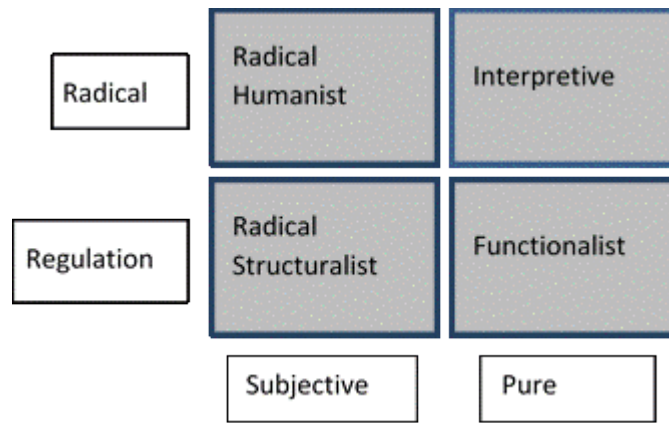 Radical
Radical
Humanist
Interpretive
Regulation
Radical
Structuralist
Functionalist
Subjective
Pure